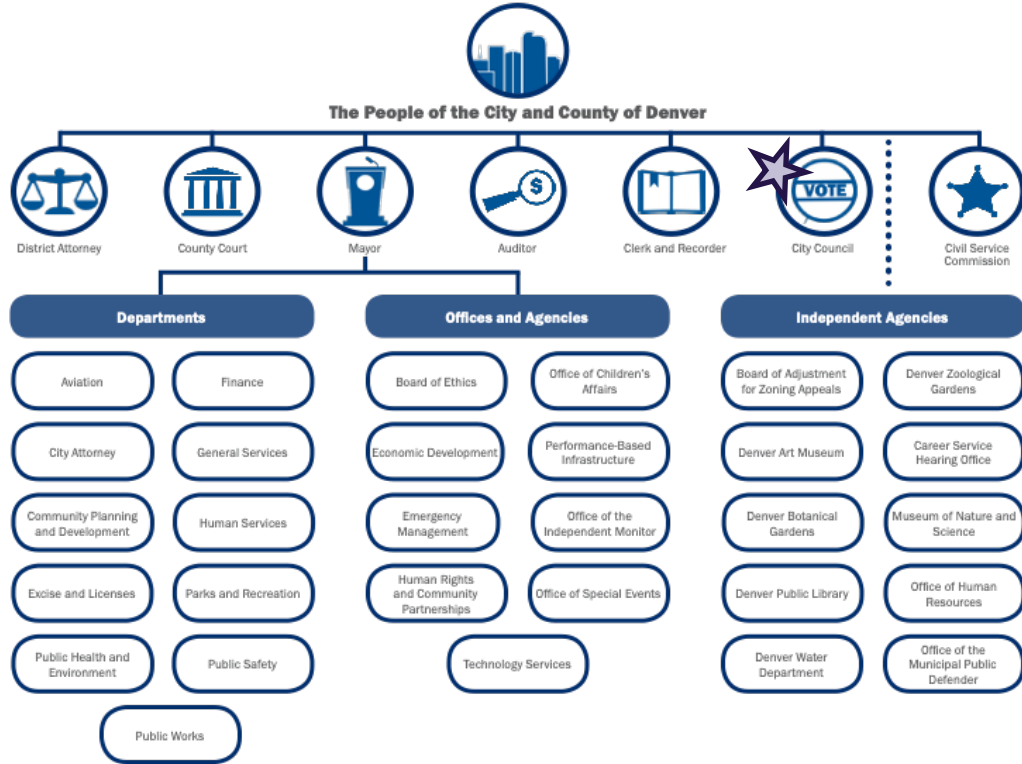 $
The People of the City and County of Denver
VOTE
District Attorney
County Court
Mayor
Auditor
Clerk and Recorder
City Council
Civil Service
Commission
Departments
Aviation
Finance
City Attorney
General Services
Community Planning
and Development
Human Services
Excise and Licenses
Parks and Recreation
Public Health and
Environment
Public Safety
Public Works
Offices and Agencies
Board of Ethics
Office of Children's
Affairs
Economic Development
Performance-Based
Infrastructure
Emergency
Management
Office of the
Independent Monitor
Human Rights
and Community
Partnerships
Office of Special Events
Technology Services
Independent Agencies
Board of Adjustment
for Zoning Appeals
Denver Zoological
Gardens
Denver Art Museum
Career Service
Hearing Office
Denver Botanical
Gardens
Museum of Nature and
Science
Denver Public Library
Office of Human
Resources
Denver Water
Department
Office of the
Municipal Public
Defender